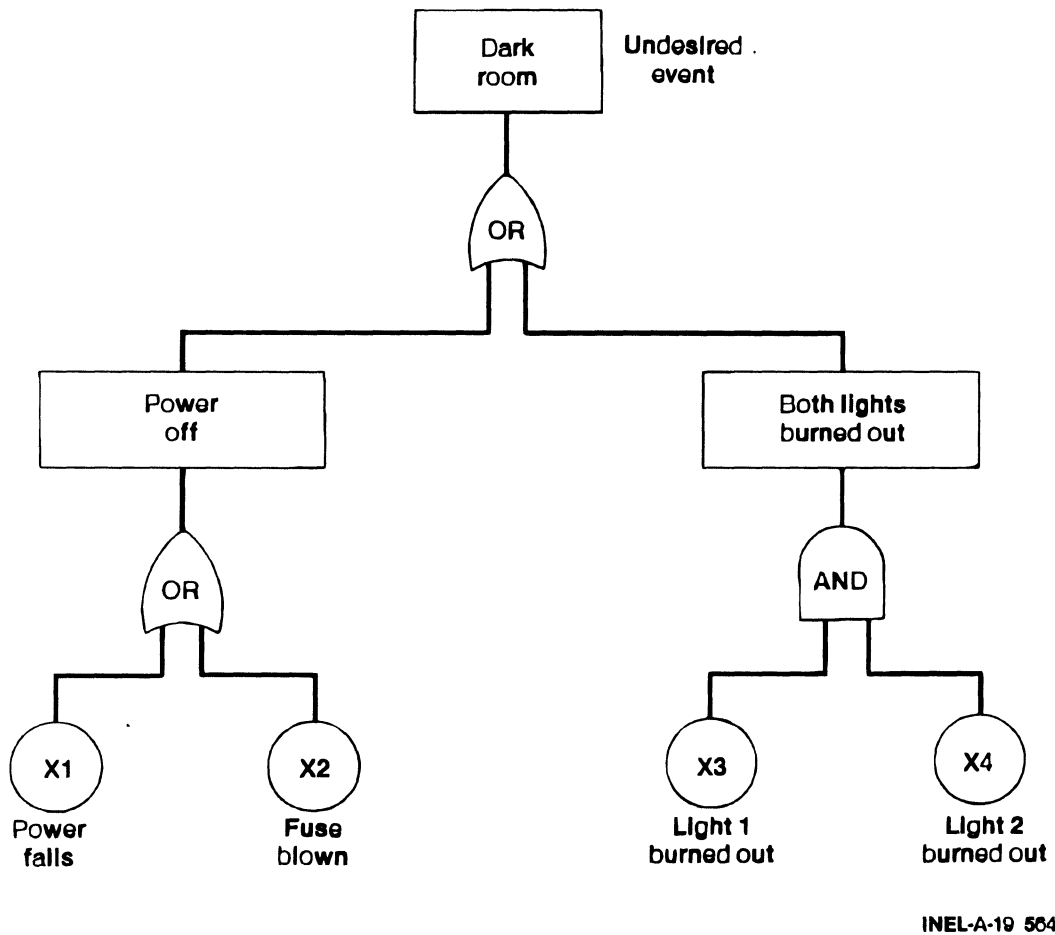 Dark
room
Undesired
event
OR
Power
off
Both lights
burned out
OR
AND
X1
X2
X3
X4
Power
fails
Fuse
blown
Light 1
burned out
Light 2
burned out
INEL-A-19 564